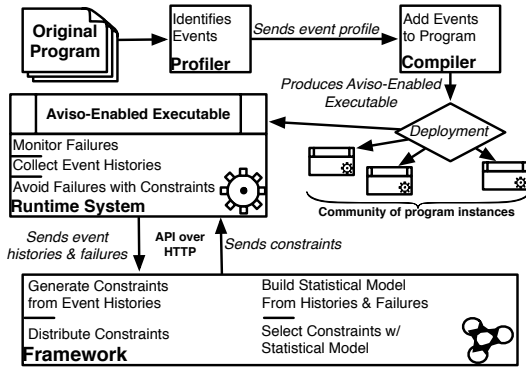 Original
Program
Identifies
Events
Profiler
Sends event profile
Add Events
to Program
Compiler
Produces Aviso-Enabled
Executable
Deployment
Community of program instances
Aviso-Enabled Executable
Monitor Failures
Collect Event Histories
Avoid Failures with Constraints
Runtime System
Sends event
histories & failures
API over
HTTP
Sends constraints
Generate Constraints
from Event Histories
Distribute Constraints
Framework
Build Statistical Model
From Histories & Failures
Select Constraints w/
Statistical Model